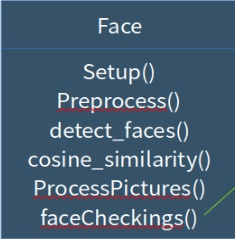 Face
Setup()
Preprocess()
detect_faces()
cosine_similarity()
ProcessPictures()
faceCheckings()